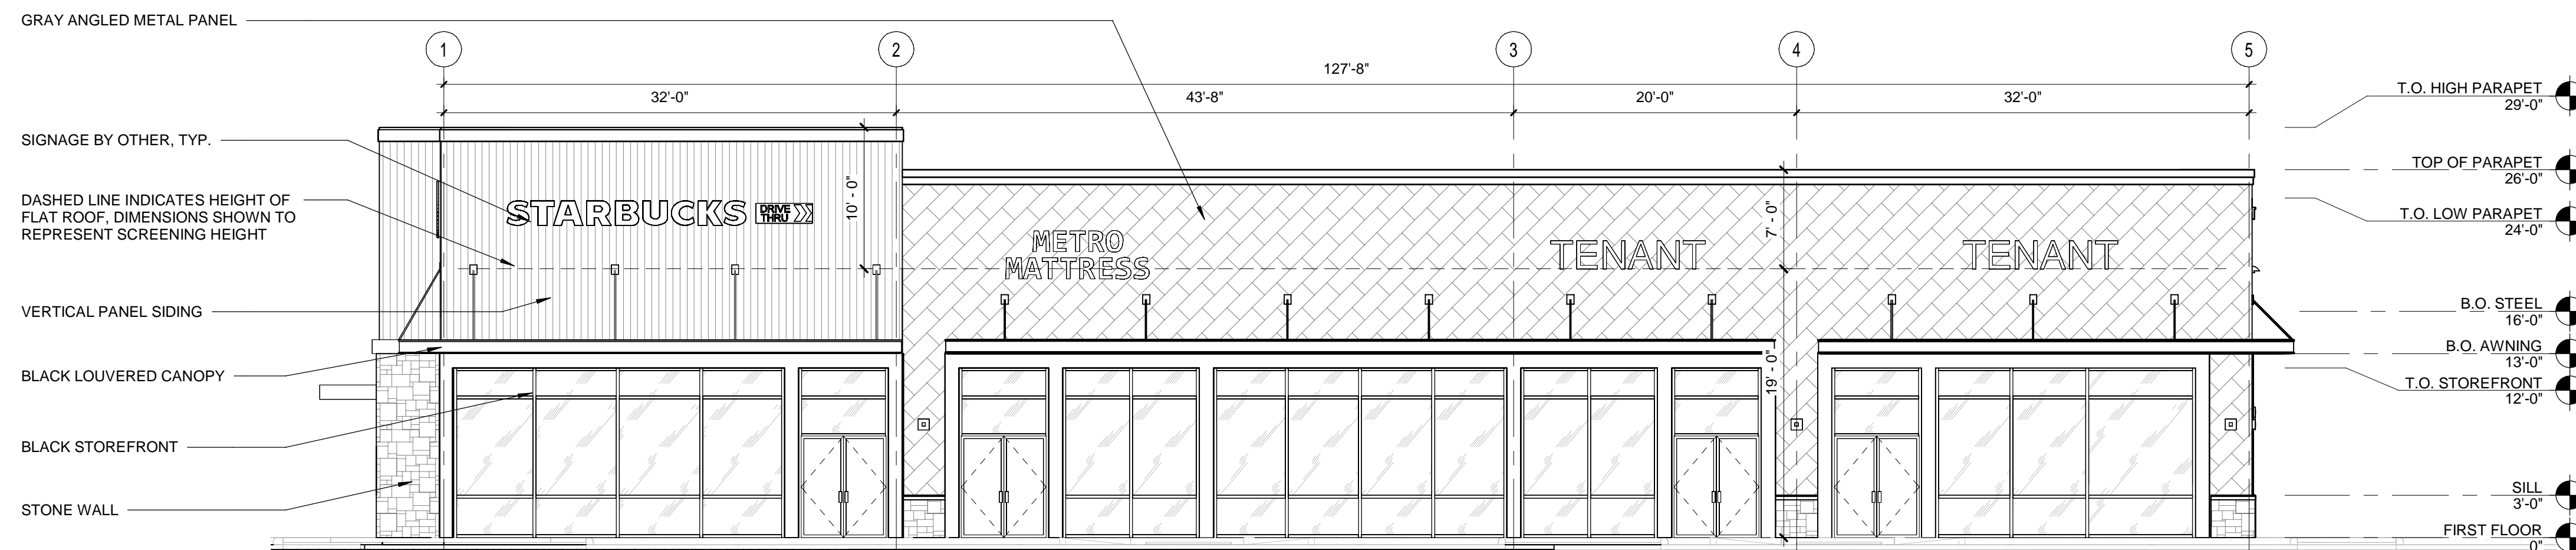 GRAY ANGLED METAL PANEL
1
2
3
4
5
127'-8"
32'-0"
43'-8"
20'-0"
32'-0"
T.O. HIGH PARAPET
29'-0"
SIGNAGE BY OTHER, TYP.
TOP OF PARAPET
26'-0"
DASHED LINE INDICATES HEIGHT OF
FLAT ROOF, DIMENSIONS SHOWN TO
REPRESENT SCREENING HEIGHT
STARBUCKS
DRIVE
THRU
10' - 0"
7' - 0"
T.O. LOW PARAPET
24'-0"
METRO
MATTRESS
TENANT
TENANT
VERTICAL PANEL SIDING
B.O. STEEL
16'-0"
BLACK LOUVERED CANOPY
B.O. AWNING
13'-0"
19' - 0"
T.O. STOREFRONT
12'-0"
BLACK STOREFRONT
STONE WALL
SILL
3'-0"
FIRST FLOOR
0"